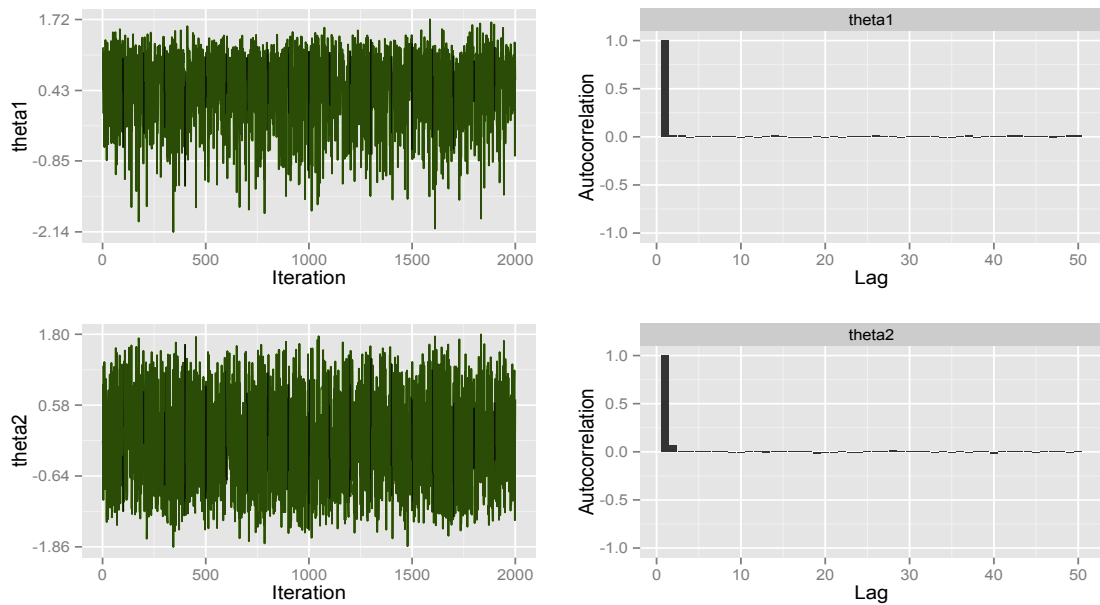 theta1
1.72
0.43
-0.85
-2.14
0 500 1000 1500 2000
Iteration
theta1
Autocorrelation
1.0
0.5
0.0
-0.5
-1.0
0 10 20 30 40 50
Lag
theta2
1.80
0.58
-0.64
-1.86
0 500 1000 1500 2000
Iteration
theta2
Autocorrelation
1.0
0.5
0.0
-0.5
-1.0
0 10 20 30 40 50
Lag